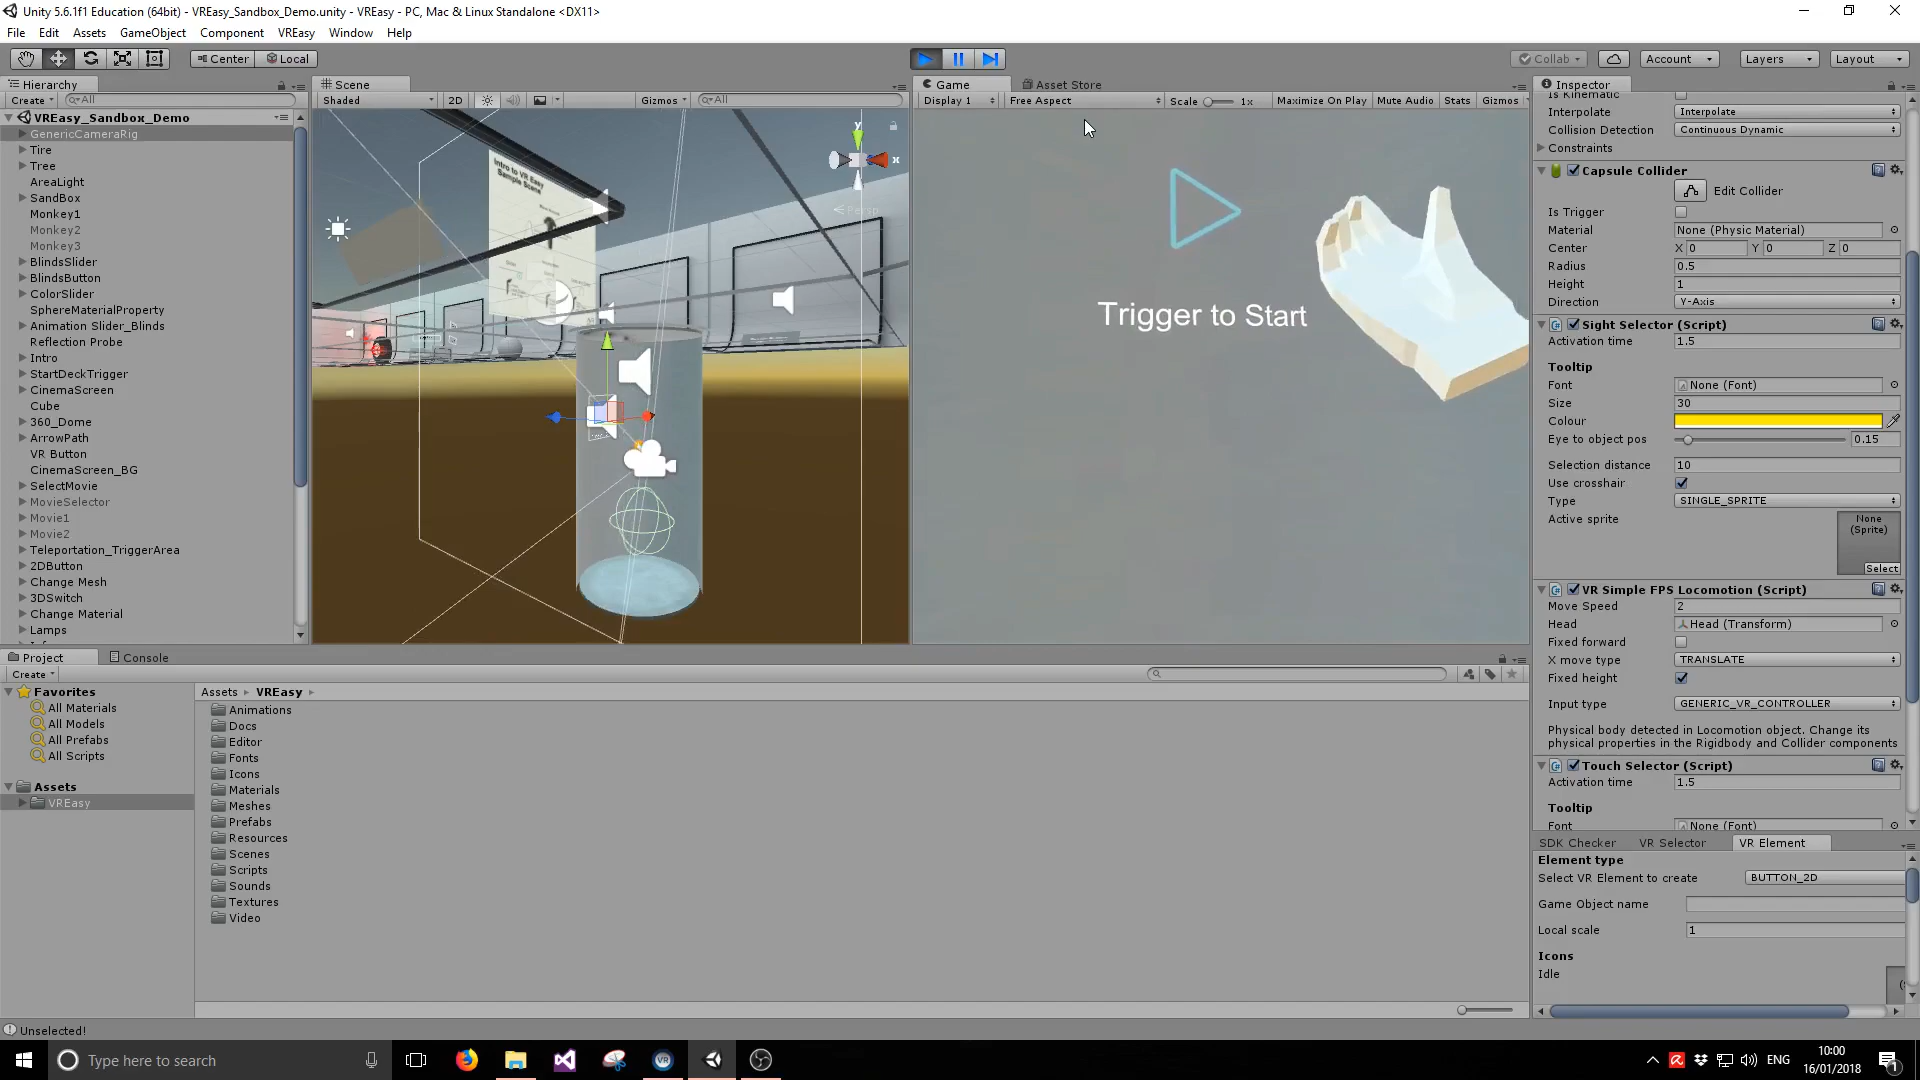 Unity 5.6.1f1 Education (64bit) - VREasy_Sandbox_Demo.unity - VREasy - PC, Mac & Linux Standalone <DX11>
File Edit Assets GameObject Component VREasy Window Help
Center Local Collab Account Layers Layout
Hierarchy
Create All
VREasy_Sandbox_Demo
GenericCameraRig
Tire
Tree
AreaLight
SandBox
Monkey1
Monkey2
Monkey3
BlindsSlider
BlindsButton
ColorSlider
SphereMaterialProperty
Animation Slider_Blinds
Reflection Probe
Intro
StartDeckTrigger
CinemaScreen
Cube
360_Dome
ArrowPath
VR Button
CinemaScreen_BG
SelectMovie
MovieSelector
Movie1
Movie2
Teleportation_TriggerArea
2DButton
Change Mesh
3DSwitch
Change Material
Lamps
Scene
Shaded 2D Gizmos All
Intro to VR Easy
Sample Scene
y
x
Persp
Game Asset Store
Display 1 Free Aspect Scale 1x Maximize On Play Mute Audio Stats Gizmos
Trigger to Start
Inspector
Is Kinematic
Interpolate Interpolate
Collision Detection Continuous Dynamic
Constraints
Capsule Collider
Edit Collider
Is Trigger
Material None (Physic Material)
Center X 0 Y 0 Z 0
Radius 0.5
Height 1
Direction Y-Axis
Sight Selector (Script)
Activation time 1.5
Tooltip
Font None (Font)
Size 30
Colour
Eye to object pos 0.15
Selection distance 10
Use crosshair
Type SINGLE_SPRITE
Active sprite None
(Sprite)
Select
VR Simple FPS Locomotion (Script)
Move Speed 2
Head Head (Transform)
Fixed forward
X move type TRANSLATE
Fixed height
Input type GENERIC_VR_CONTROLLER
Physical body detected in Locomotion object. Change its
physical properties in the Rigidbody and Collider components
Touch Selector (Script)
Activation time 1.5
Tooltip
Font None (Font)
SDK Checker VR Selector VR Element
Element type
Select VR Element to create BUTTON_2D
Game Object name
Local scale 1
Icons
Idle
Project Console
Create
Favorites
All Materials
All Models
All Prefabs
All Scripts
Assets
VREasy
Assets VREasy
Animations
Docs
Editor
Fonts
Icons
Materials
Meshes
Prefabs
Resources
Scenes
Scripts
Sounds
Textures
Video
Unselected!
Type here to search
ENG
10:00
16/01/2018
1